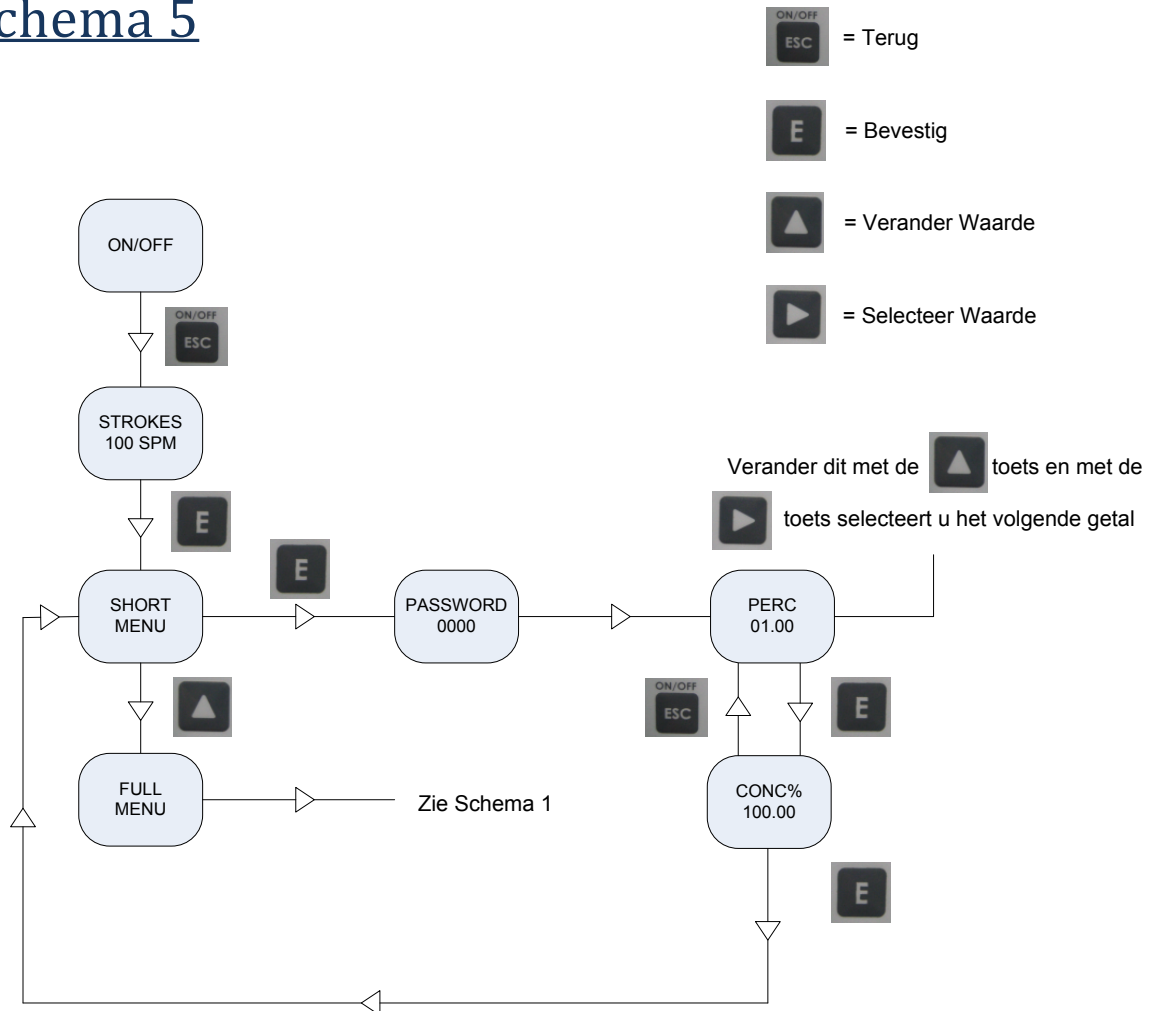 chema 5
ON/OFF
ESC
= Terug
E
= Bevestig
= Verander Waarde
= Selecteer Waarde
ON/OFF
ON/OFF
ESC
STROKES
100 SPM
Verander dit met de toets en met de
toets selecteert u het volgende getal
E
E
SHORT
MENU
PASSWORD
0000
PERC
01.00
ON/OFF
ESC
E
FULL
MENU
Zie Schema 1
CONC%
100.00
E